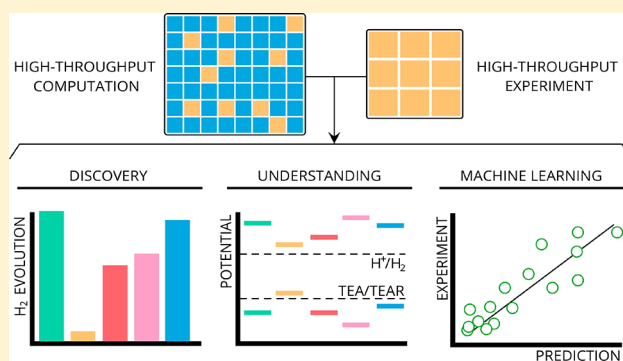 HIGH-THROUGHPUT
COMPUTATION
HIGH-THROUGHPUT
EXPERIMENT
DISCOVERY
UNDERSTANDING
MACHINE LEARNING
H₂ EVOLUTION
POTENTIAL
H⁺/H₂
TEA/TEAR
EXPERIMENT
PREDICTION